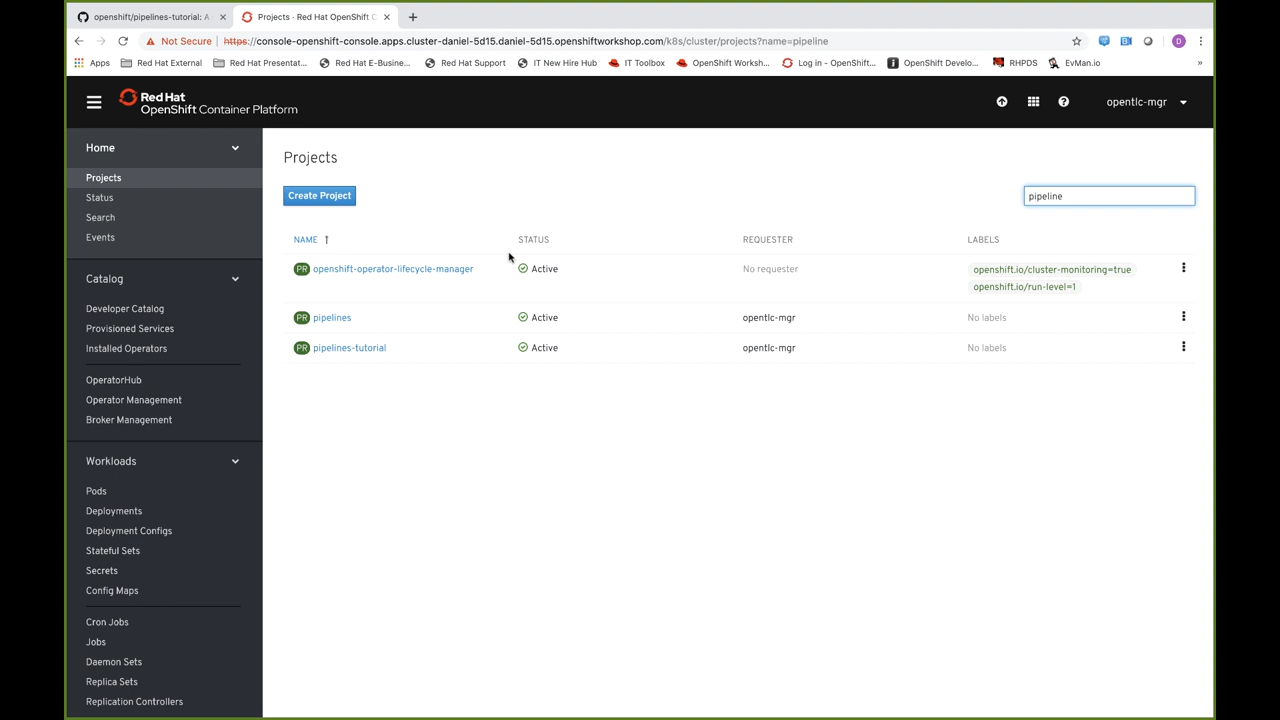 openshift/pipelines-tutorial: A
Projects · Red Hat OpenShift C
Not Secure
https://console-openshift-console.apps.cluster-daniel-5d15.daniel-5d15.openshiftworkshop.com/k8s/cluster/projects?name=pipeline
D
Apps
Red Hat External
Red Hat Presentat...
Red Hat E-Busine...
Red Hat Support
IT New Hire Hub
IT Toolbox
OpenShift Worksh...
Log in - OpenShift...
OpenShift Develo...
RHPDS
EvMan.io
»
Red Hat
OpenShift Container Platform
opentlc-mgr
Home
Projects
Status
Search
Events
Catalog
Developer Catalog
Provisioned Services
Installed Operators
OperatorHub
Operator Management
Broker Management
Workloads
Pods
Deployments
Deployment Configs
Stateful Sets
Secrets
Config Maps
Cron Jobs
Jobs
Daemon Sets
Replica Sets
Replication Controllers
Projects
Create Project
pipeline
NAME STATUS REQUESTER LABELS
PR openshift-operator-lifecycle-manager Active No requester openshift.io/cluster-monitoring=true
openshift.io/run-level=1
PR pipelines Active opentlc-mgr No labels
PR pipelines-tutorial Active opentlc-mgr No labels